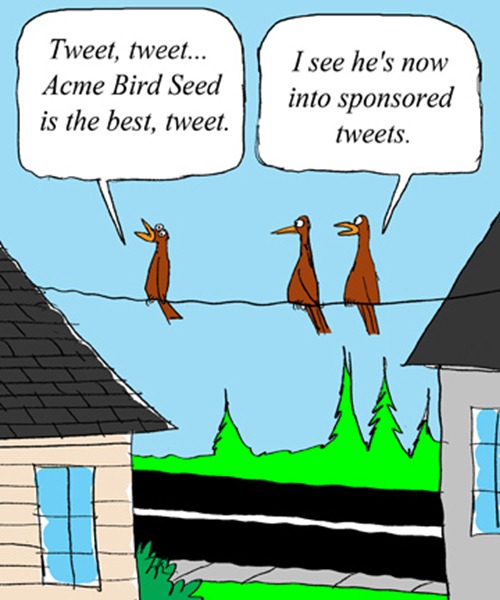 Tweet, tweet...
Acme Bird Seed
is the best, tweet.
I see he's now
into sponsored
tweets.